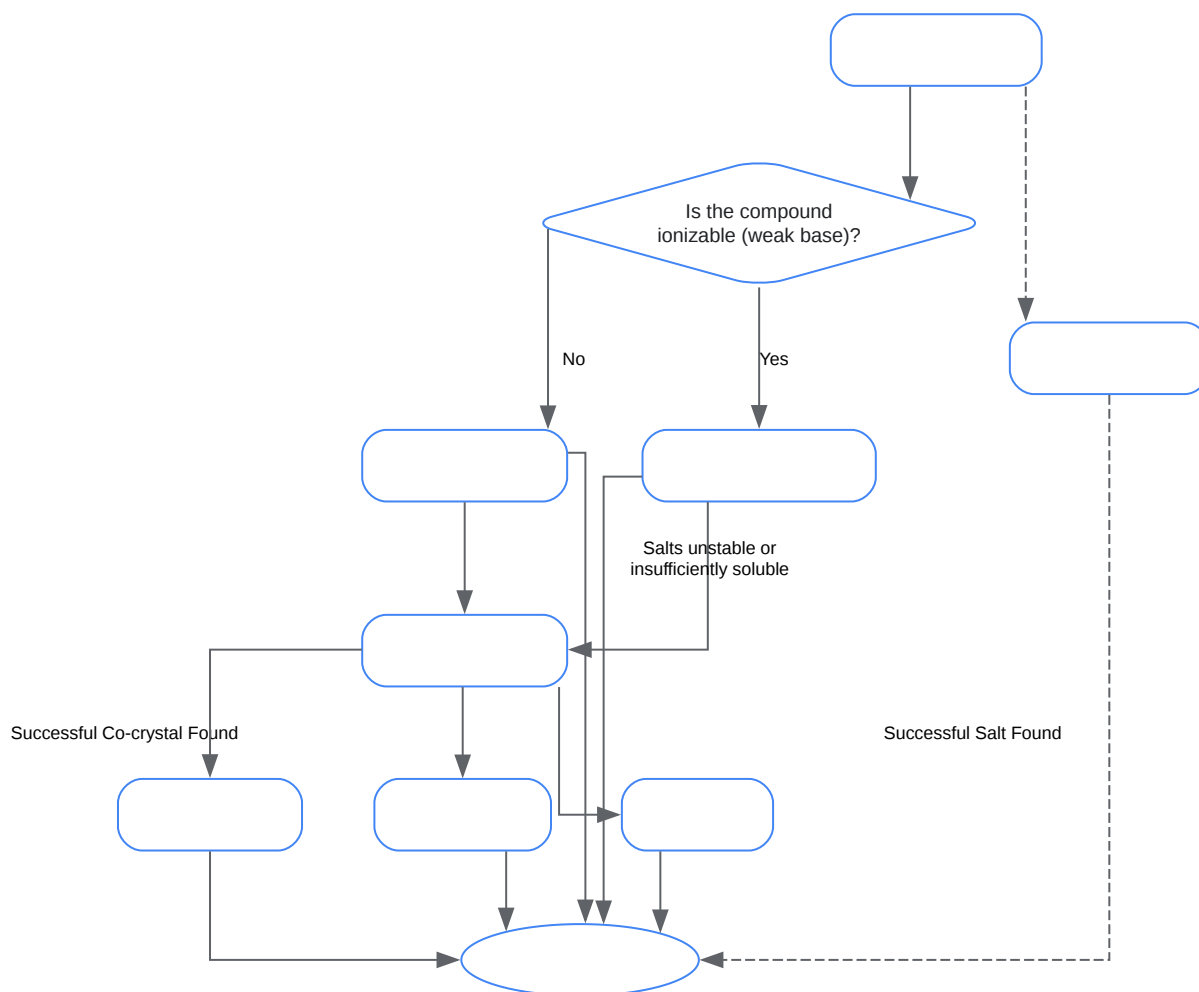 Is the compound
ionizable (weak base)?
No
Yes
Salts unstable or
insufficiently soluble
Successful Co-crystal Found
Successful Salt Found